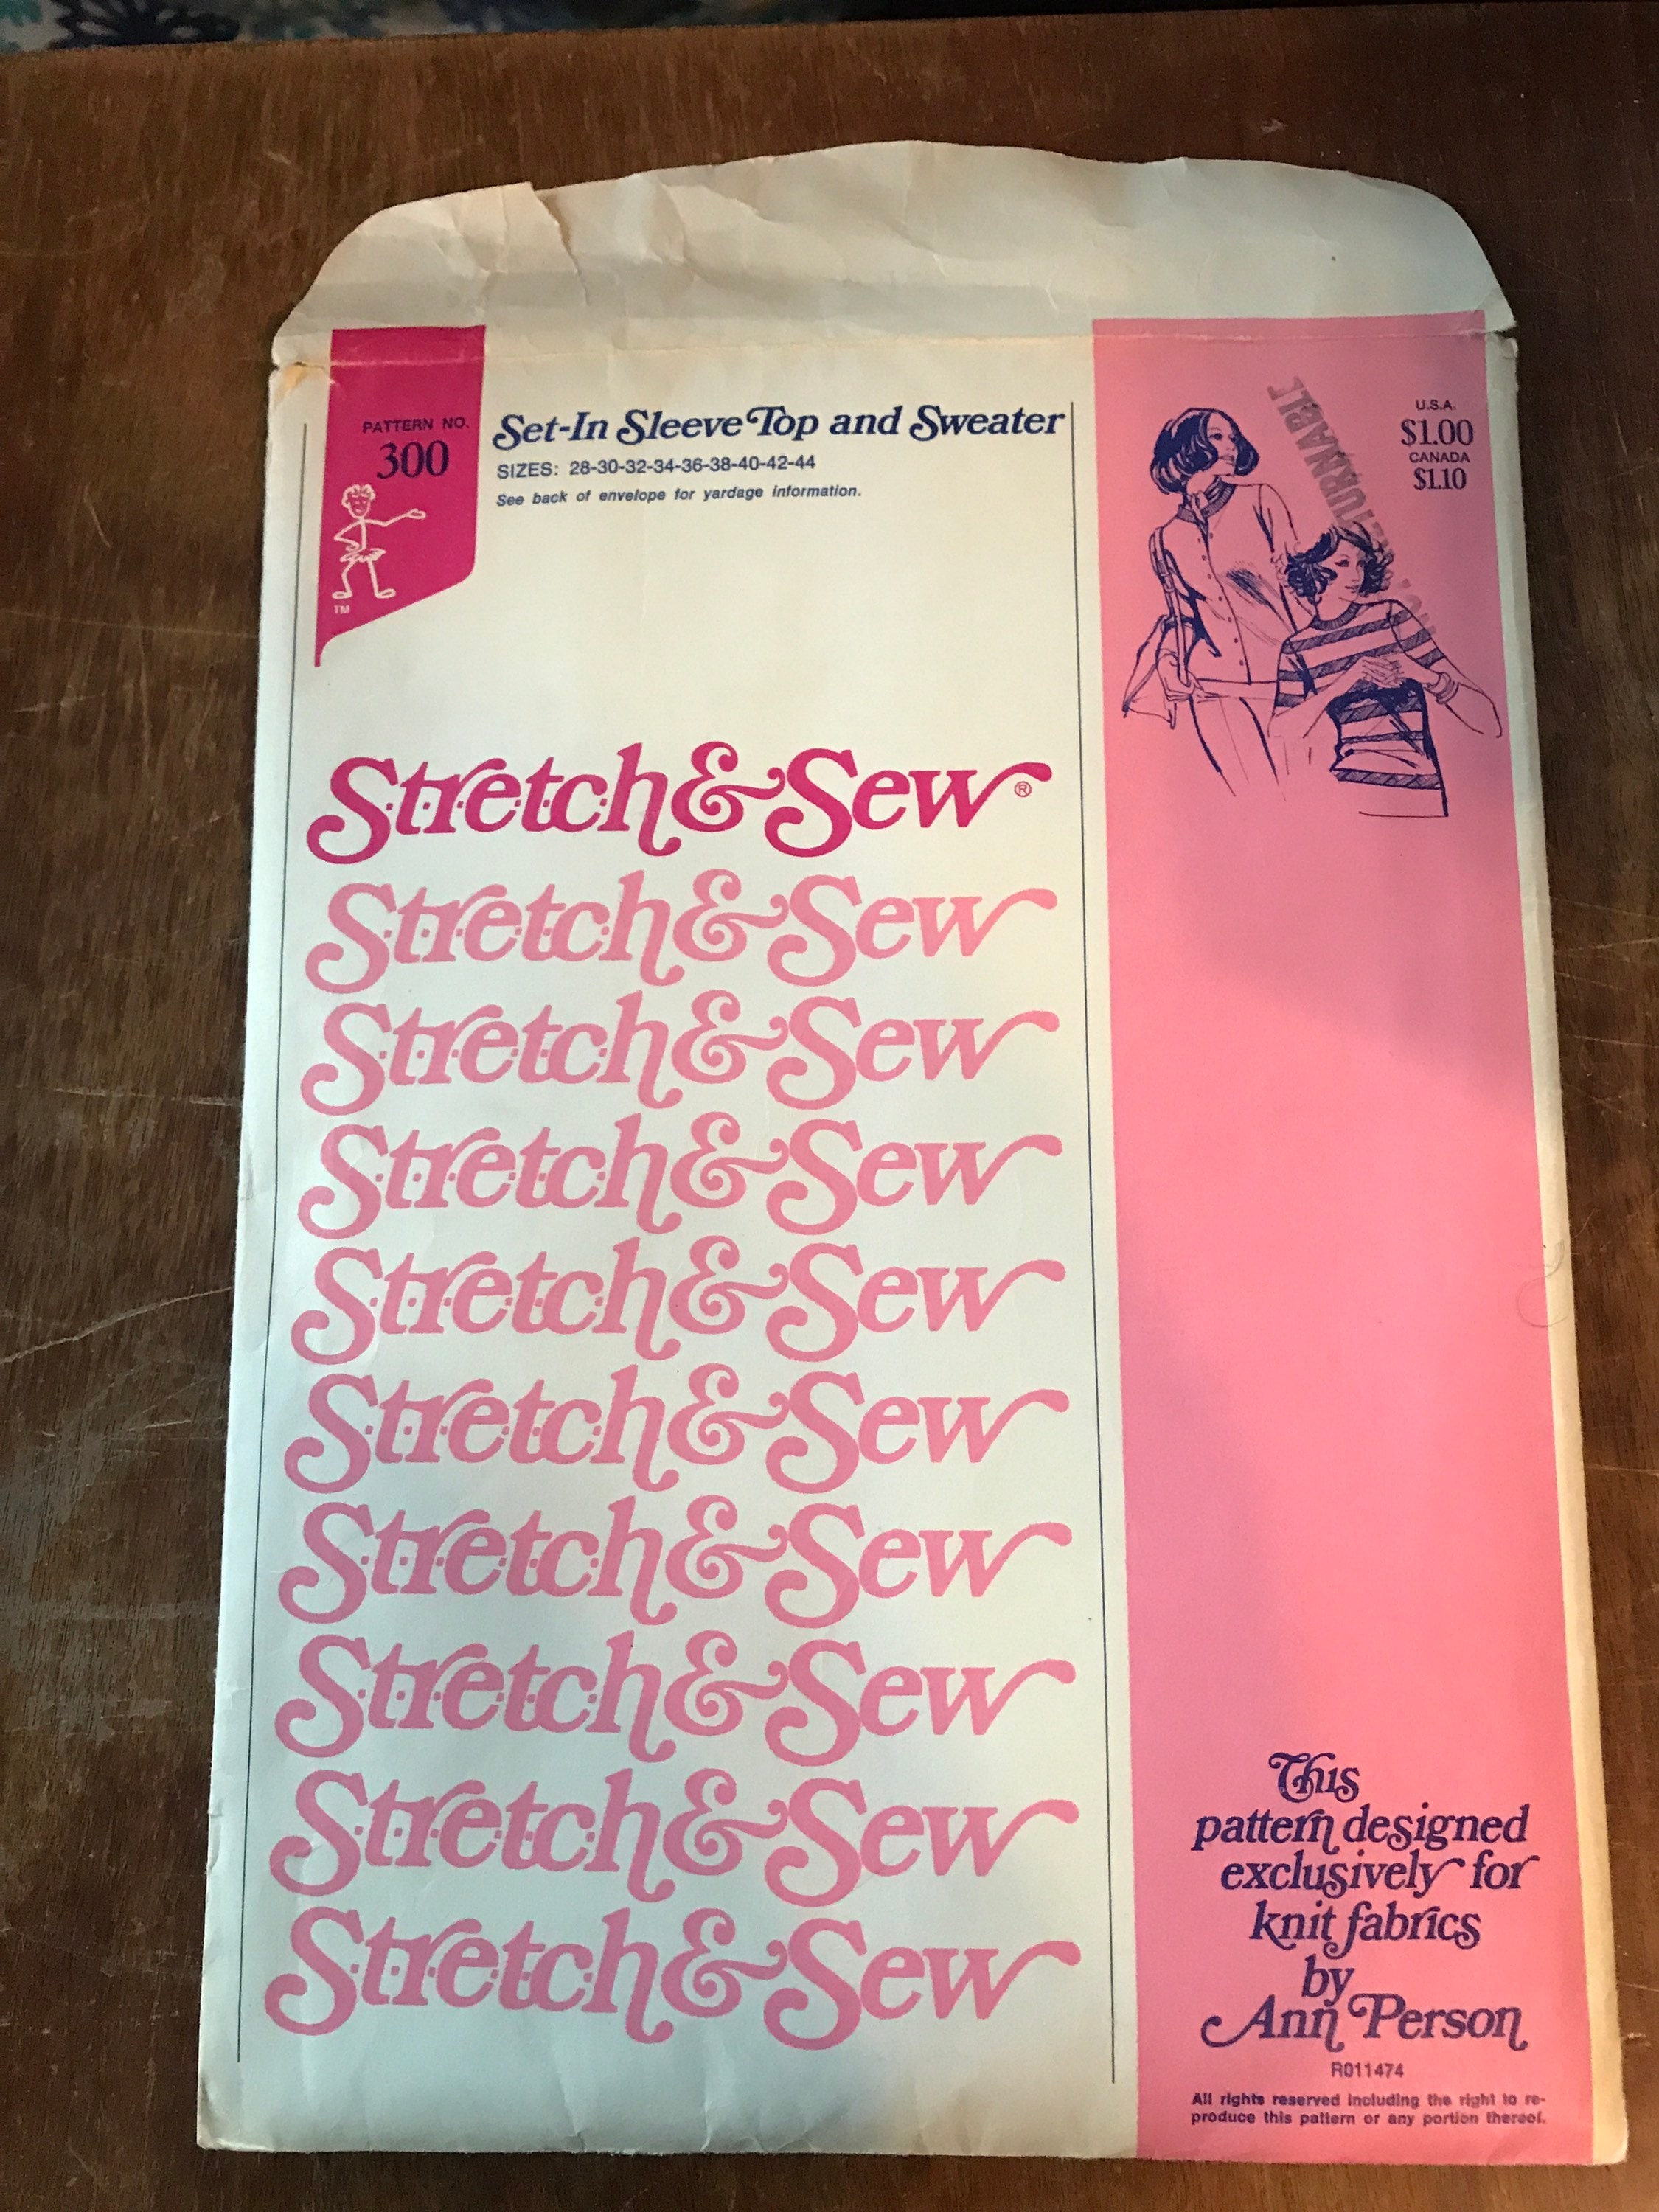 PATTERN NO.
300
TM
Set-In Sleeve Top and Sweater
SIZES: 28-30-32-34-36-38-40-42-44
See back of envelope for yardage information.
U.S.A.
$1.00
CANADA
$1.10
Stretch & Sew®
Stretch & Sew
Stretch & Sew
Stretch & Sew
Stretch & Sew
Stretch & Sew
Stretch & Sew
Stretch & Sew
Stretch & Sew
Stretch & Sew
This
pattern designed
exclusively for
knit fabrics
by
Ann Person
R011474
All rights reserved including the right to re-
produce this pattern or any portion thereof.